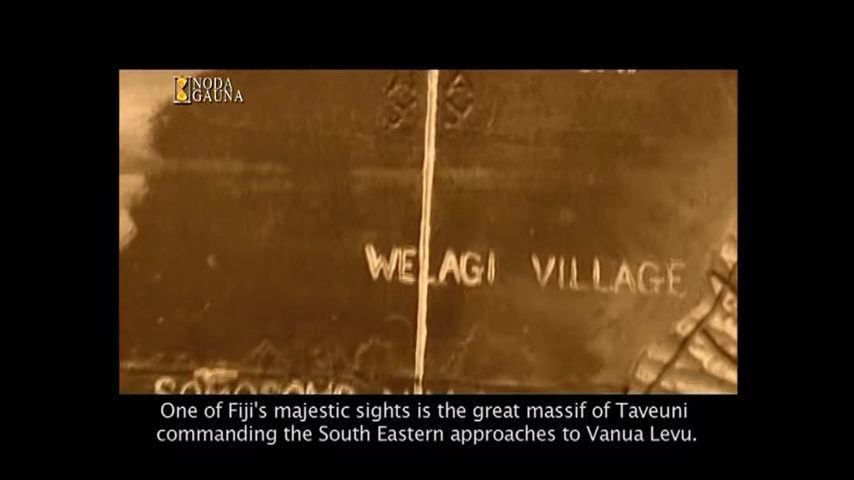 NODA
GAUNA
WELAGI VILLAGE
One of Fiji's majestic sights is the great massif of Taveuni
commanding the South Eastern approaches to Vanua Levu.